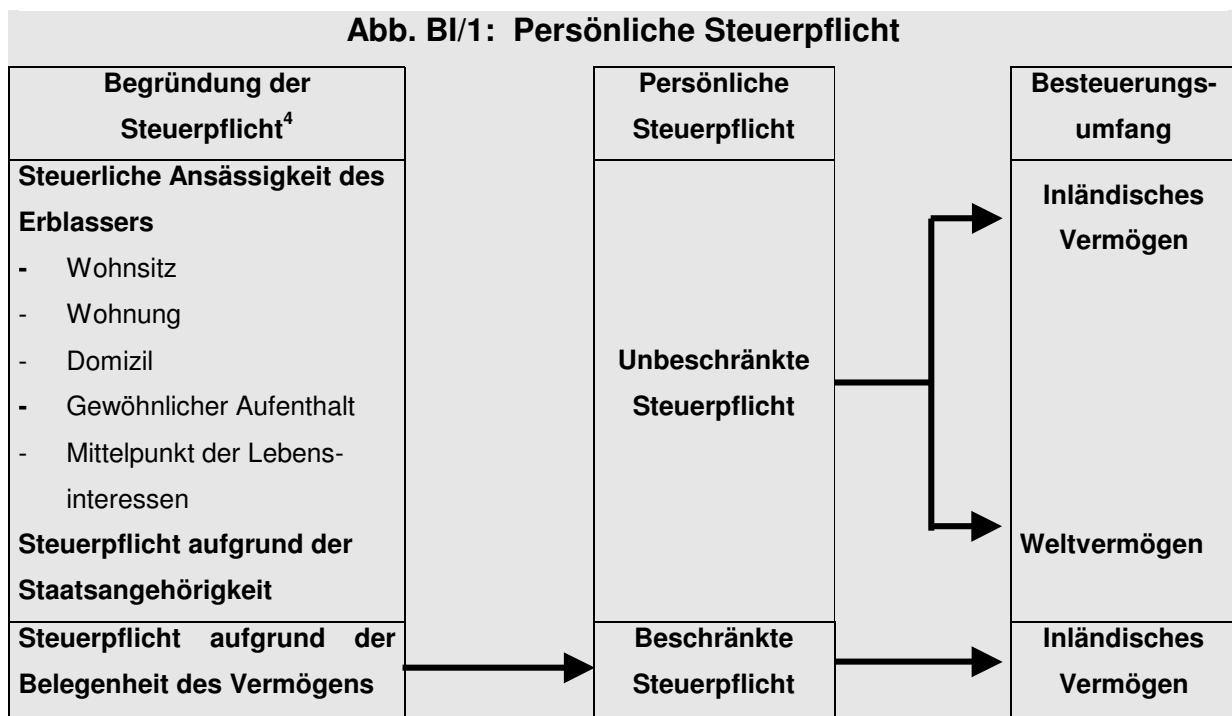 Abb. BI/1: Persönliche Steuerpflicht
Begründung der
Steuerpflicht4
Persönliche
Steuerpflicht
Besteuerungs-
umfang
Steuerliche Ansässigkeit des
Erblassers
- Wohnsitz
- Wohnung
- Domizil
- Gewöhnlicher Aufenthalt
- Mittelpunkt der Lebens-
interessen
Steuerpflicht aufgrund der
Staatsangehörigkeit
Unbeschränkte
Steuerpflicht
Inländisches
Vermögen
Weltvermögen
Steuerpflicht aufgrund der
Belegenheit des Vermögens
Beschränkte
Steuerpflicht
Inländisches
Vermögen